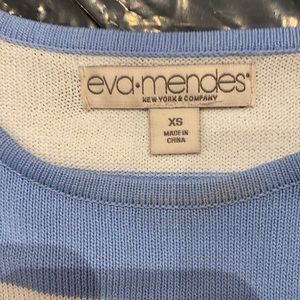 eva·mendes®
NEW YORK & COMPANY
XS
MADE IN
CHINA